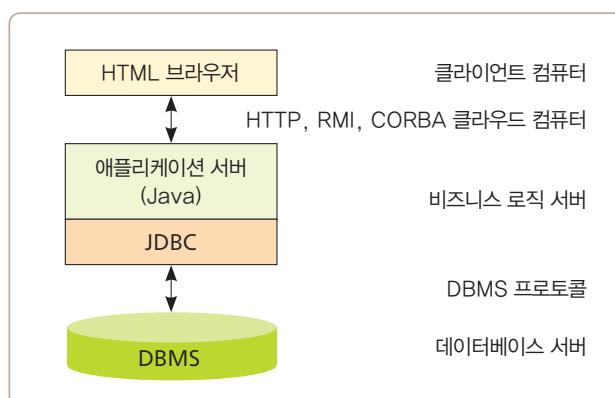 HTML 브라우저 클라이언트 컴퓨터
HTTP, RMI, CORBA 클라우드 컴퓨터
애플리케이션 서버
(Java) 비즈니스 로직 서버
JDBC
DBMS 프로토콜
DBMS 데이터베이스 서버